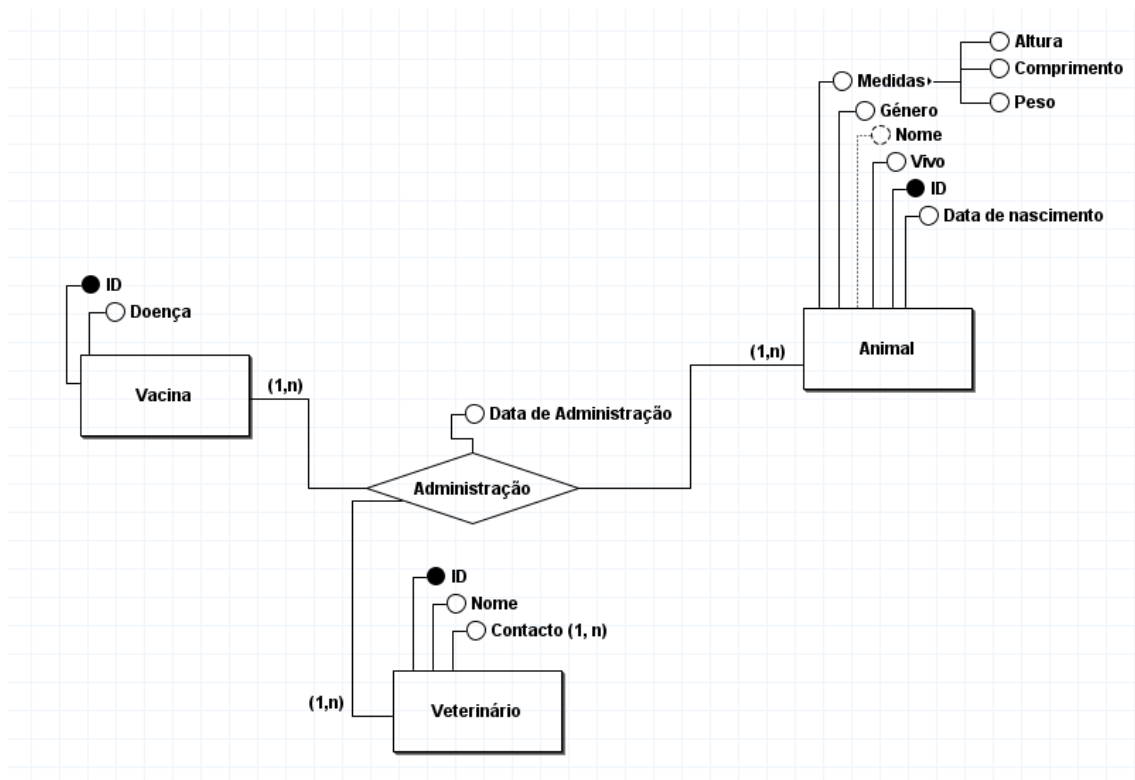 Altura
Medidas
Comprimento
Peso
Género
Nome
Vivo
ID
Data de nascimento
Animal
(1,n)
ID
Doença
Vacina
(1,n)
Data de Administração
Administração
ID
Nome
Contacto (1, n)
(1,n)
Veterinário